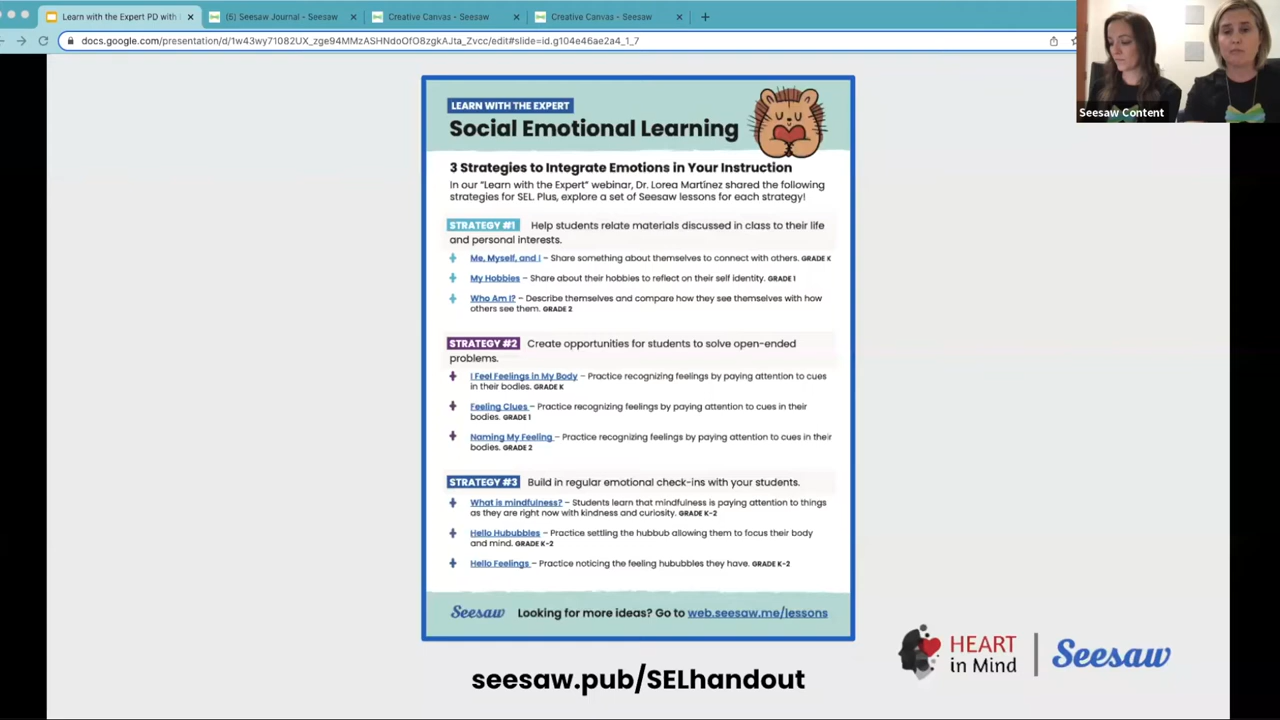 Learn with the Expert PD with
(5) Seesaw Journal - Seesaw
Creative Canvas - Seesaw
Creative Canvas - Seesaw
docs.google.com/presentation/d/1w43wy71082UX_zge94MMzASHNdoOfO8zgkAJta_Zvcc/edit#slide=id.g104e46ae2a4_1_7
Seesaw Content
LEARN WITH THE EXPERT
Social Emotional Learning
3 Strategies to Integrate Emotions in Your Instruction
In our "Learn with the Expert" webinar, Dr. Lorea Martínez shared the following
strategies for SEL. Plus, explore a set of Seesaw lessons for each strategy!
STRATEGY #1 Help students relate materials discussed in class to their life
and personal interests.
Me, Myself, and I – Share something about themselves to connect with others. GRADE K
My Hobbies – Share about their hobbies to reflect on their self identity. GRADE 1
Who Am I? – Describe themselves and compare how they see themselves with how
others see them. GRADE 2
STRATEGY #2 Create opportunities for students to solve open-ended
problems.
I Feel Feelings in My Body – Practice recognizing feelings by paying attention to cues
in their bodies. GRADE K
Feeling Clues – Practice recognizing feelings by paying attention to cues in their
bodies. GRADE 1
Naming My Feeling – Practice recognizing feelings by paying attention to cues in their
bodies. GRADE 2
STRATEGY #3 Build in regular emotional check-ins with your students.
What is mindfulness? – Students learn that mindfulness is paying attention to things
as they are right now with kindness and curiosity. GRADE K-2
Hello Hububbles – Practice settling the hubbub allowing them to focus their body
and mind. GRADE K-2
Hello Feelings – Practice noticing the feeling hububbles they have. GRADE K-2
Seesaw Looking for more ideas? Go to web.seesaw.me/lessons
seesaw.pub/SELhandout
HEART
in Mind
Seesaw